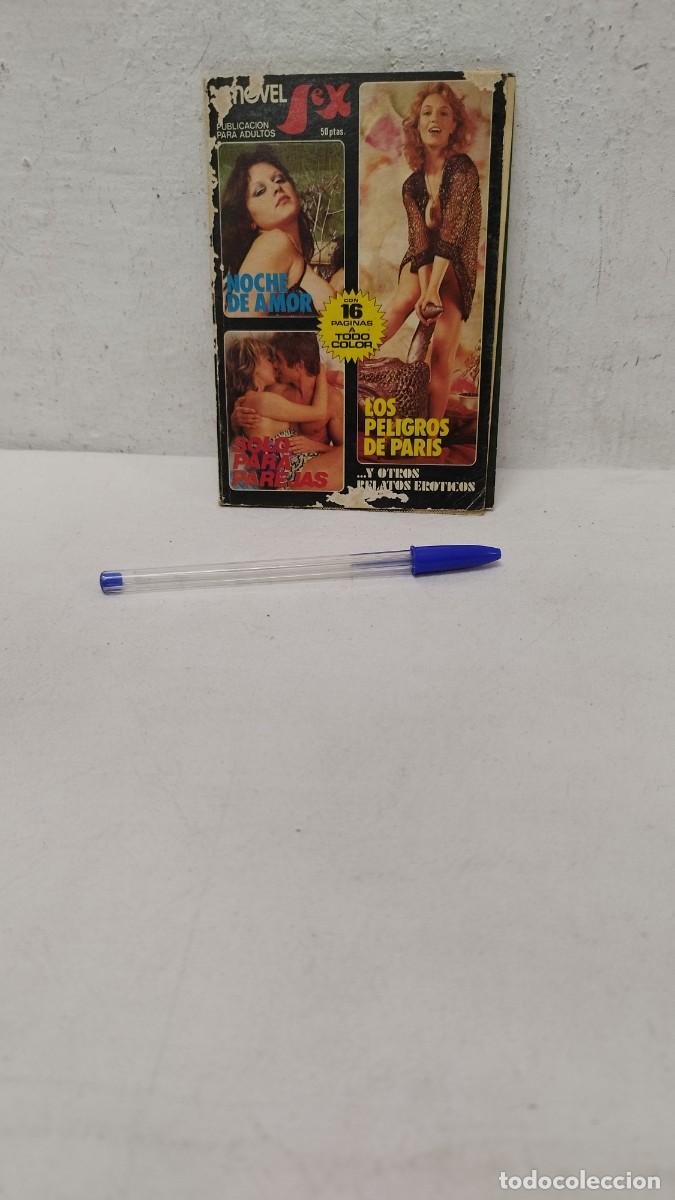 novel Sex
PUBLICACION
PARA ADULTOS
50 ptas.
NOCHE
DE AMOR
CON
16
PAGINAS
A
TODO
COLOR
SOLO
PARA
PAREJAS
LOS
PELIGROS
DE PARIS
...Y OTROS
RELATOS EROTICOS
todocoleccion